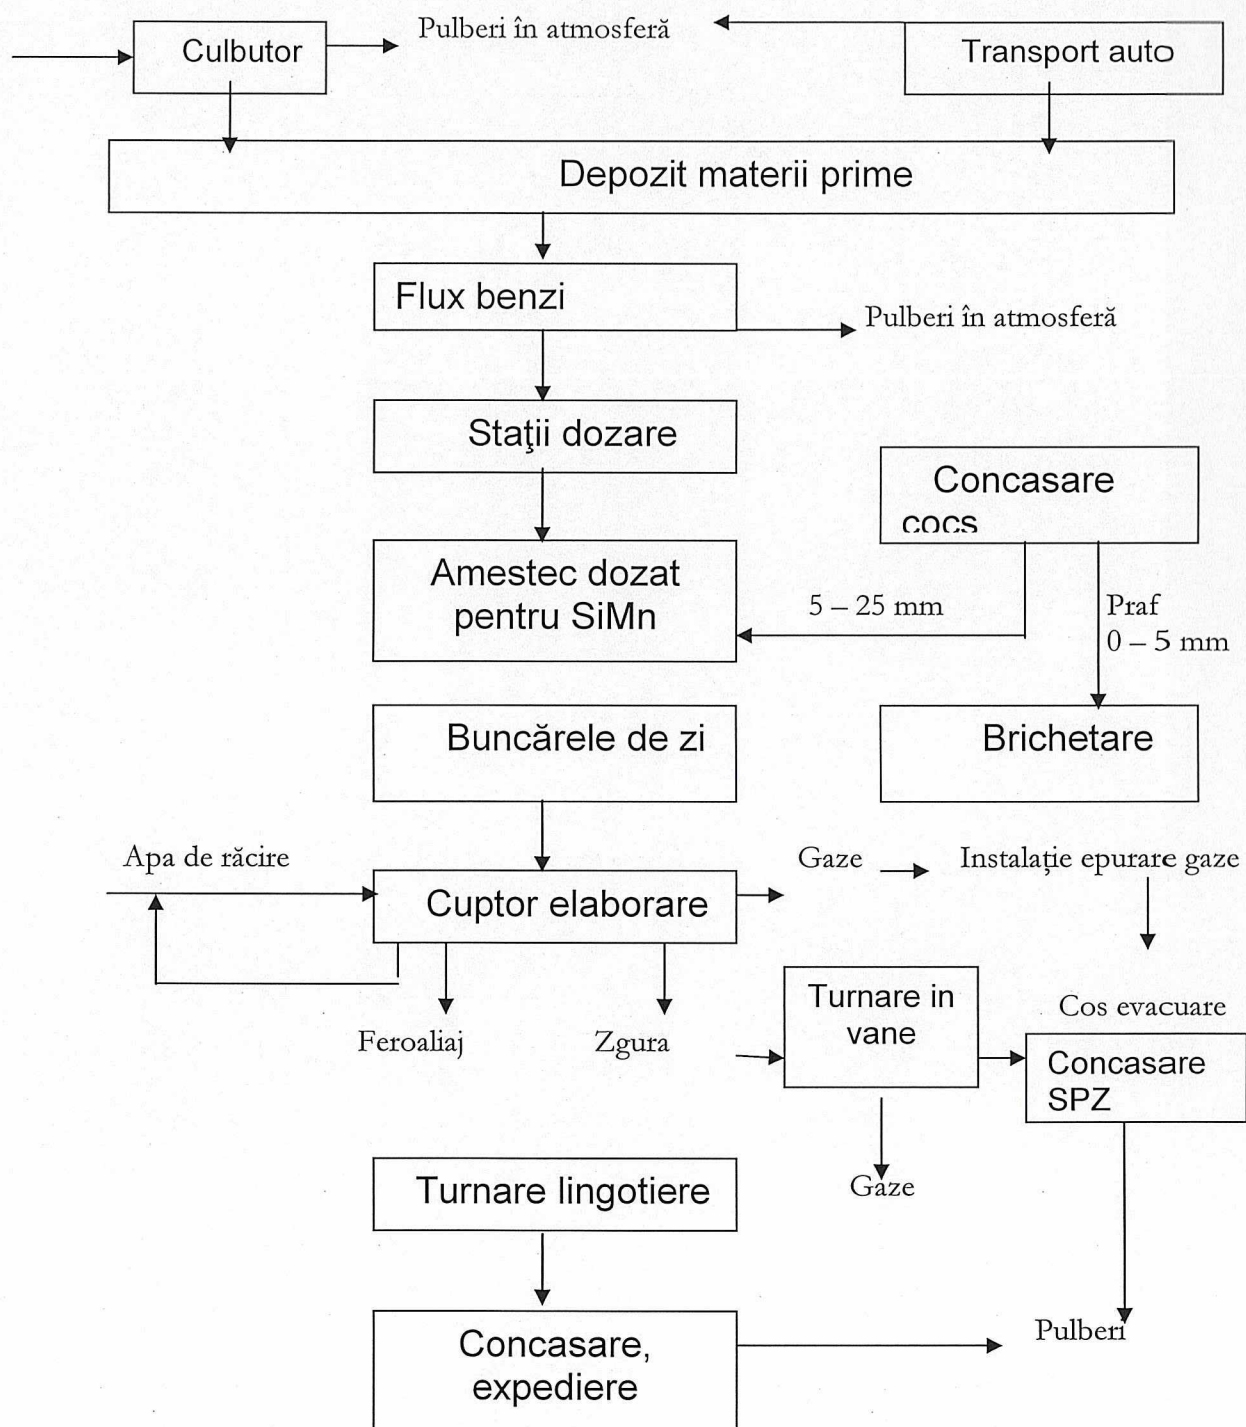 Pulberi în atmosferă
Culbutor
Transport auto
Depozit materii prime
Flux benzi
Pulberi în atmosferă
Staţii dozare
Concasare
cocs
Amestec dozat
pentru SiMn
5 – 25 mm
Praf
0 – 5 mm
Buncărele de zi
Brichetare
Apa de răcire
Gaze
Instalație epurare gaze
Cuptor elaborare
Turnare in
vane
Cos evacuare
Feroaliaj
Zgura
Concasare
SPZ
Turnare lingotiere
Gaze
Pulberi
Concasare,
expediere